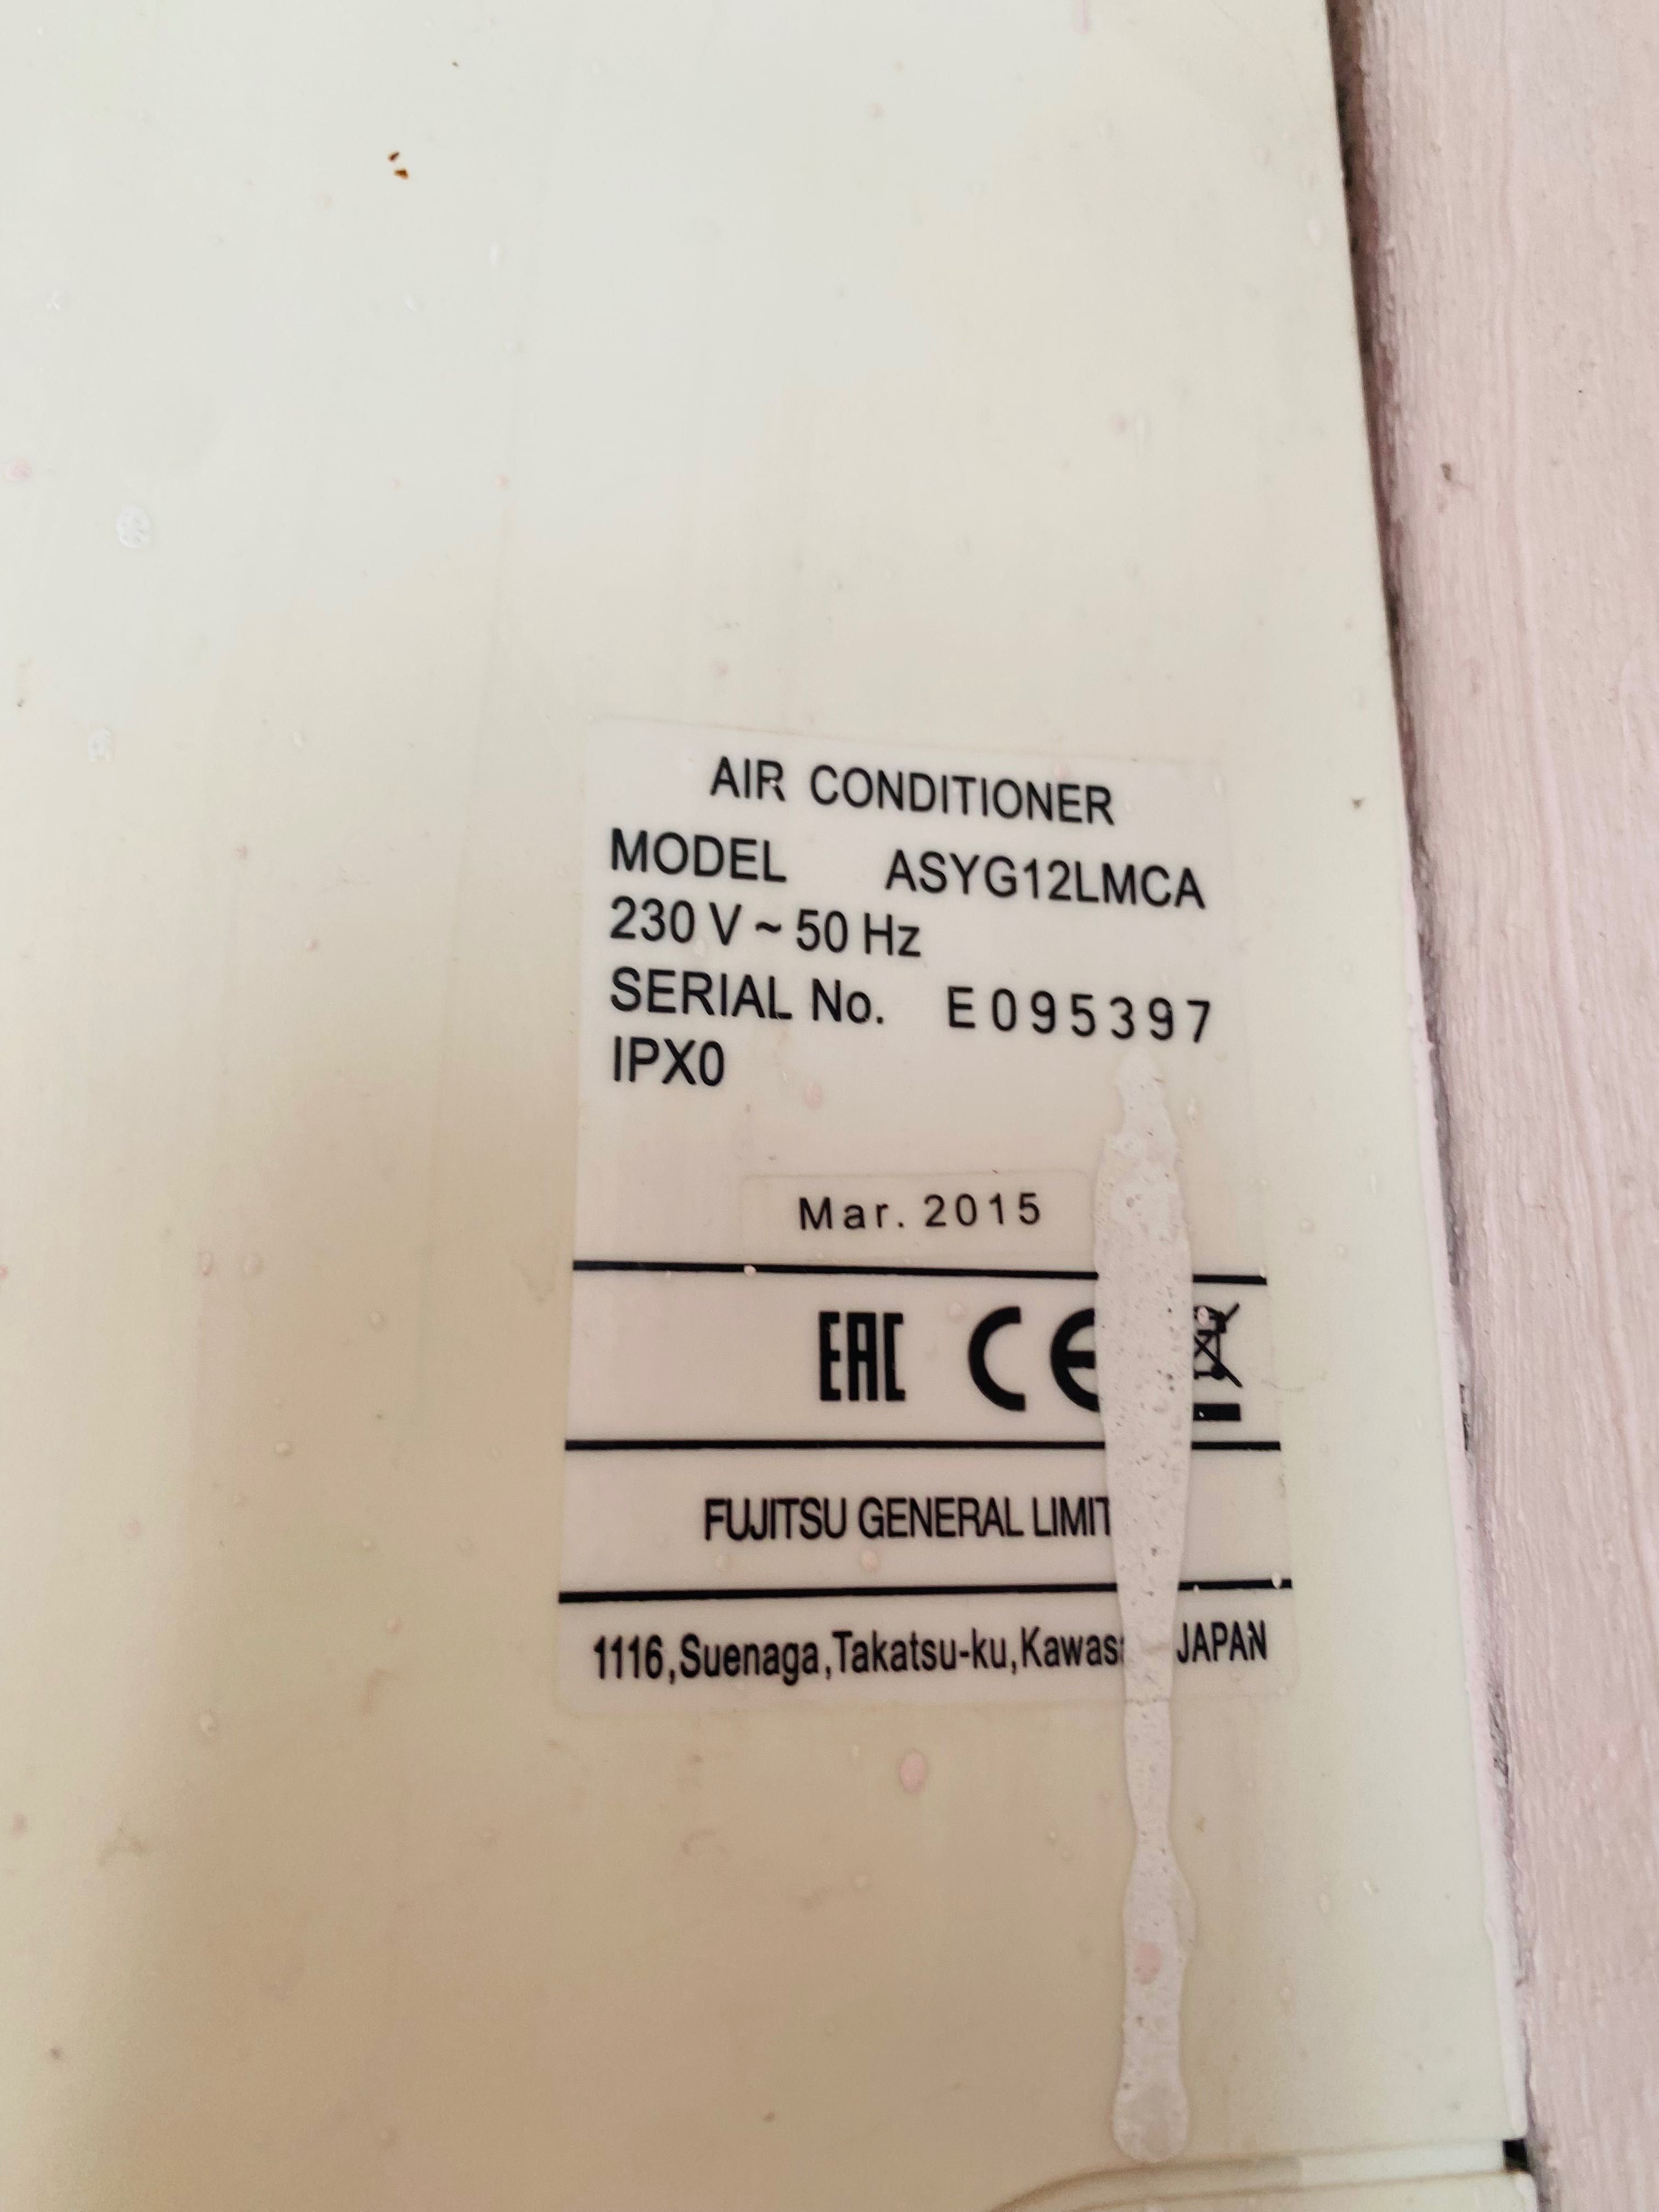 AIR CONDITIONER
MODEL ASYG12LMCA
230 V ~ 50 Hz
SERIAL No. E095397
IPX0
Mar. 2015
EAC CE
FUJITSU GENERAL LIMIT
1116,Suenaga,Takatsu-ku, JAPAN